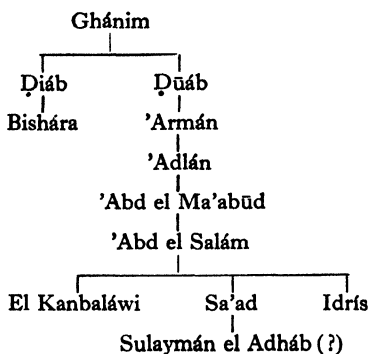 Ghánim
Ḍiáb Ḍūáb
Bishára ’Armán
’Adlán
’Abd el Ma’abūd
’Abd el Salám
El Kanbaláwi Sa’ad Idrís
Sulaymán el Adháb (?)